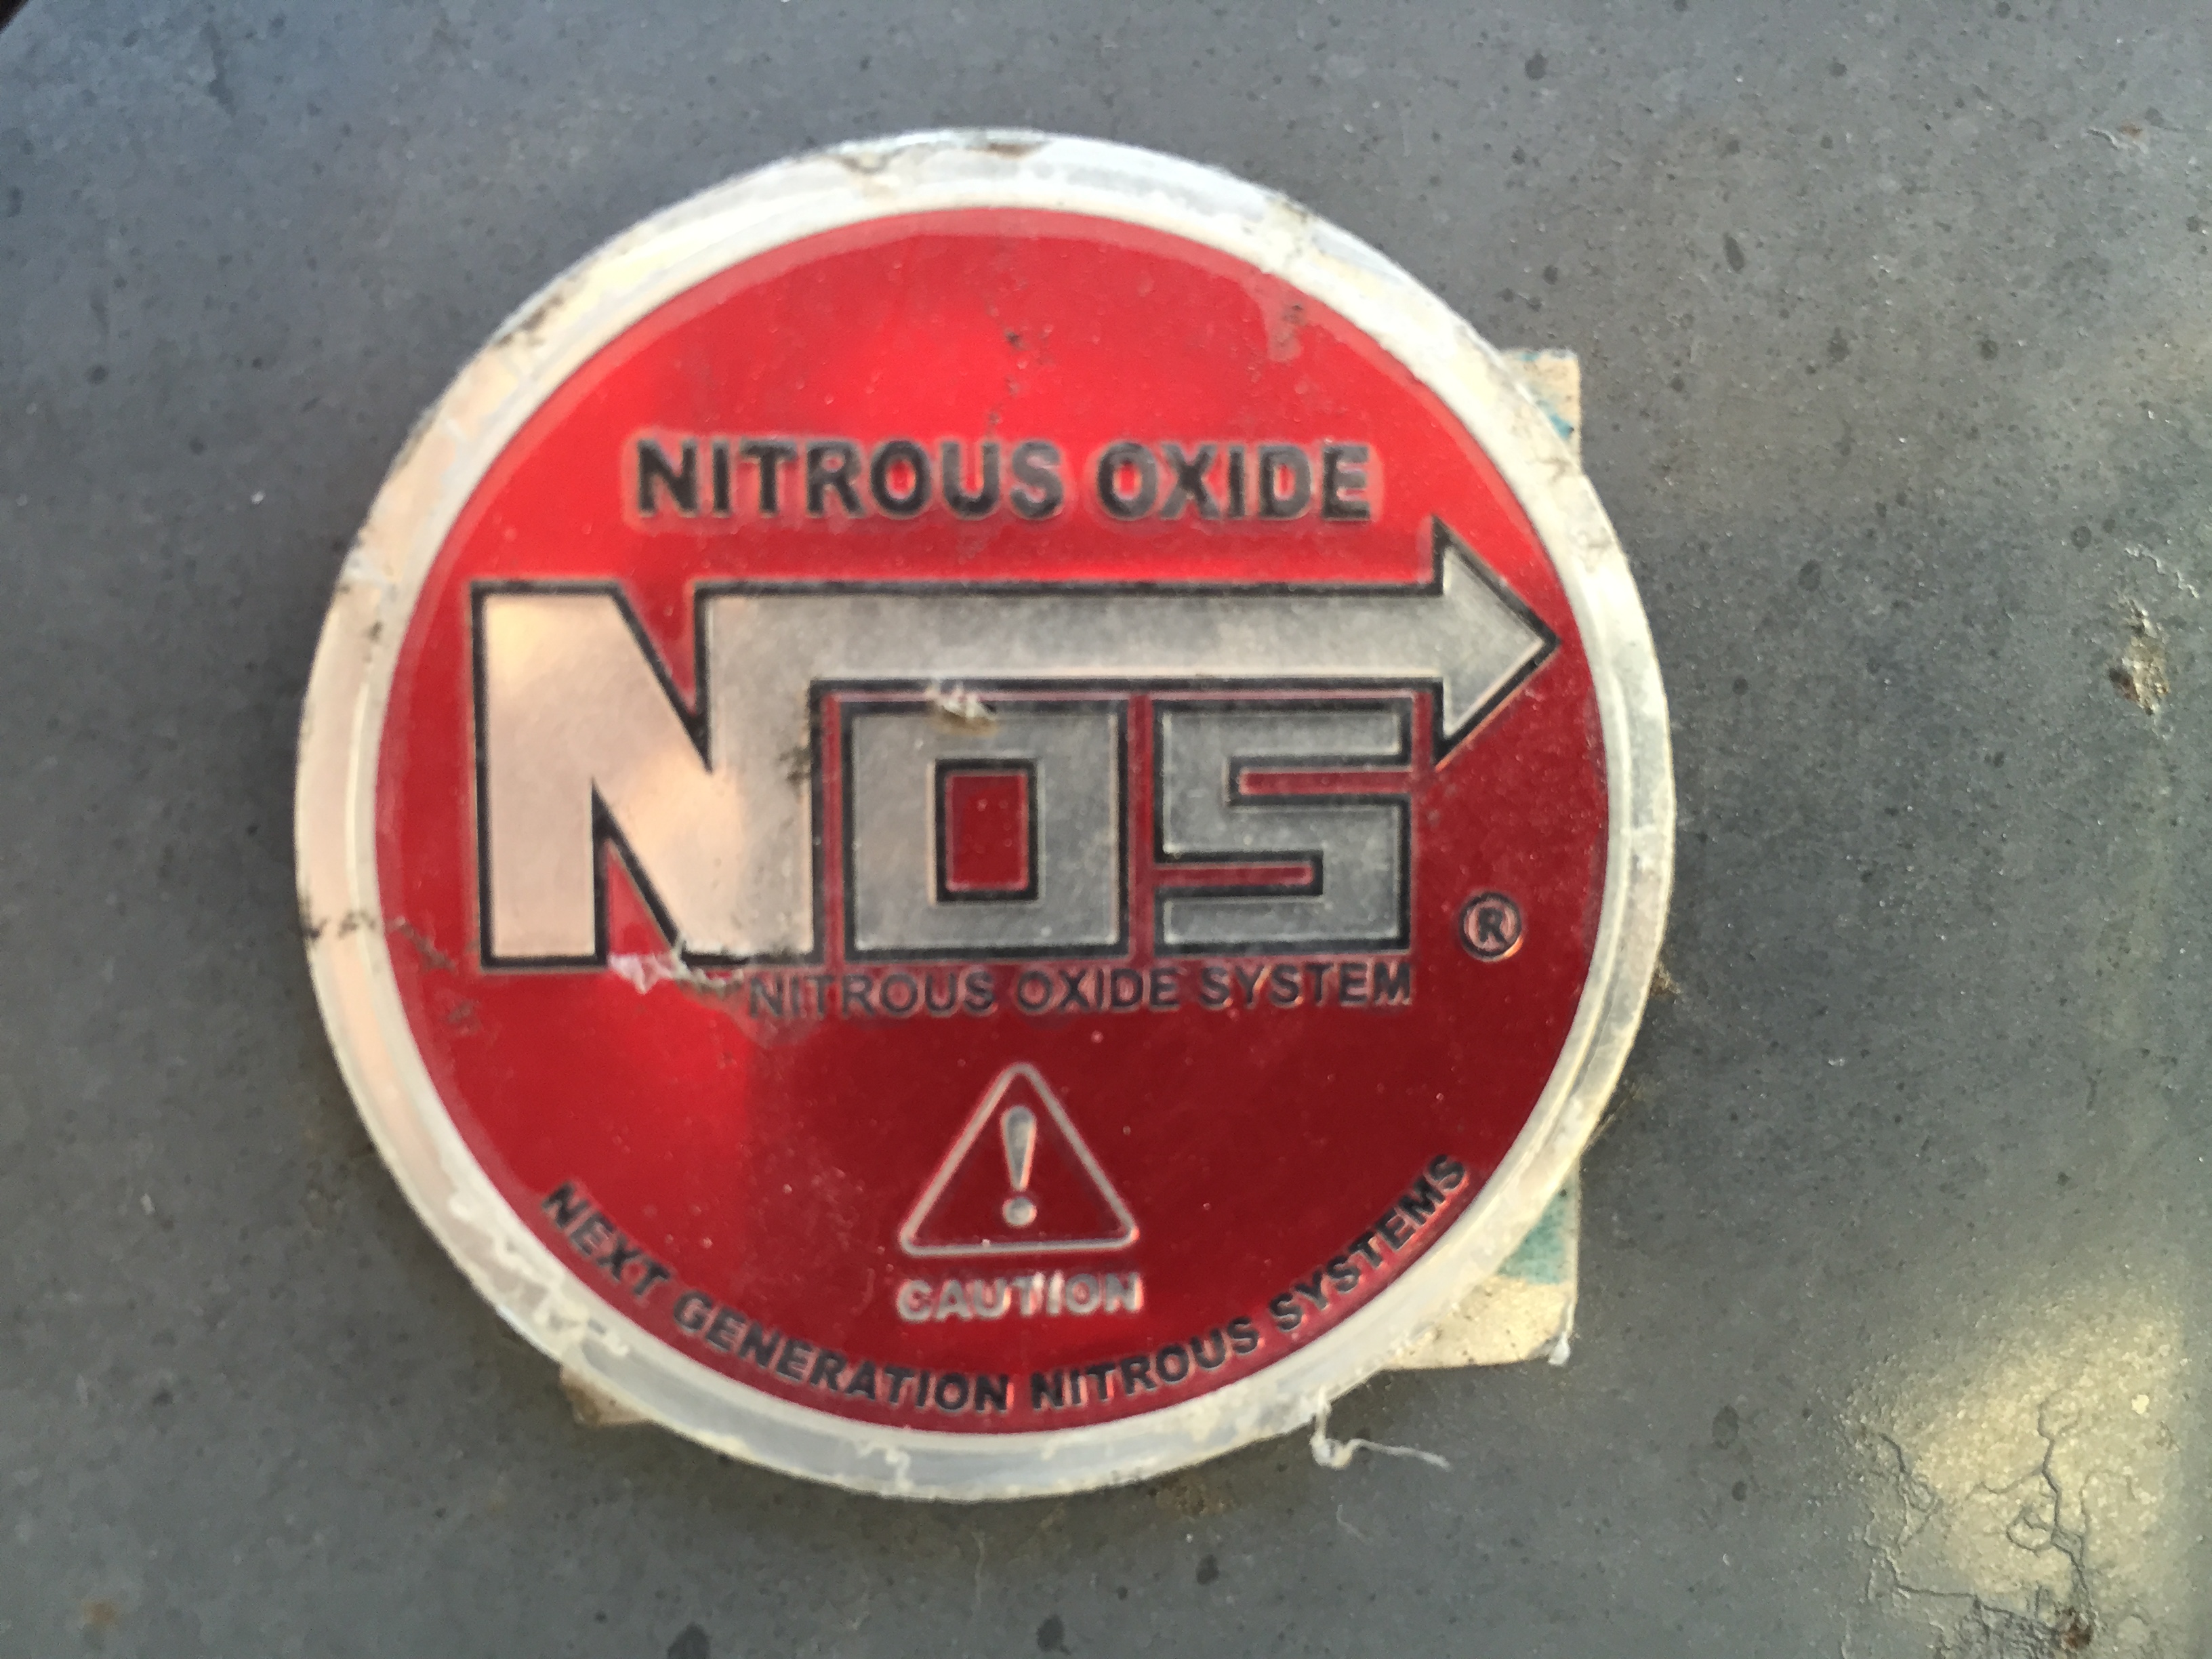 NITROUS OXIDE
NOS
®
NITROUS OXIDE SYSTEM
!
CAUTION
NEXT GENERATION NITROUS SYSTEMS